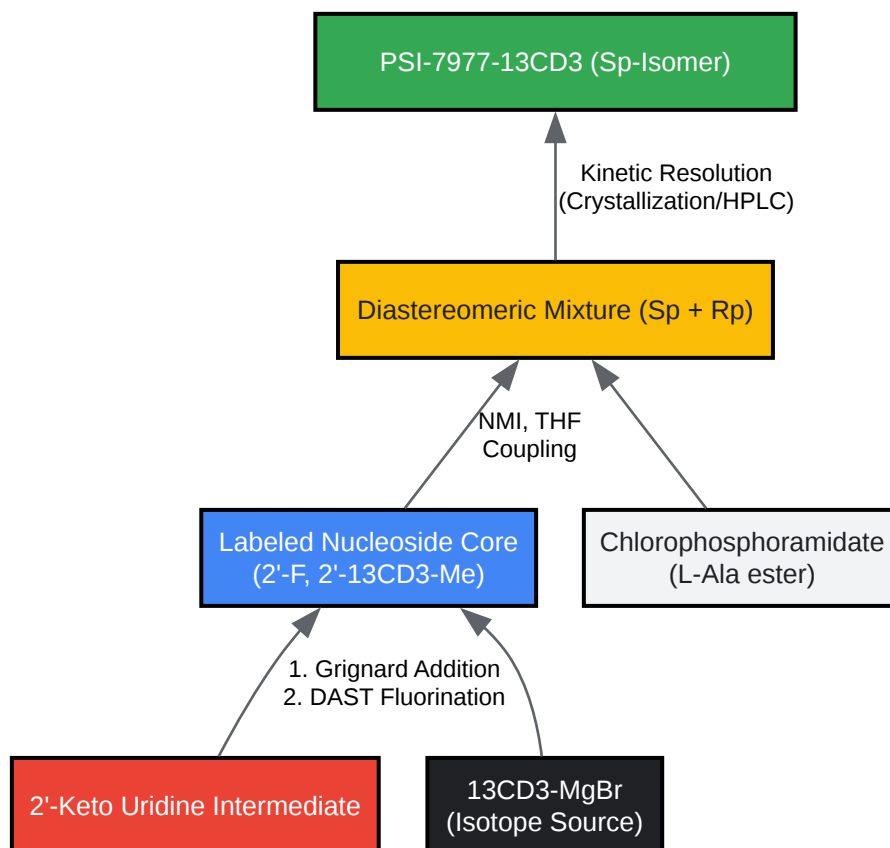 PSI-7977-13CD3 (Sp-Isomer)
Kinetic Resolution
(Crystallization/HPLC)
Diastereomeric Mixture (Sp + Rp)
NMI, THF
Coupling
Labeled Nucleoside Core
(2'-F, 2'-13CD3-Me)
Chlorophosphoramidate
(L-Ala ester)
1. Grignard Addition
2. DAST Fluorination
2'-Keto Uridine Intermediate
13CD3-MgBr
(Isotope Source)